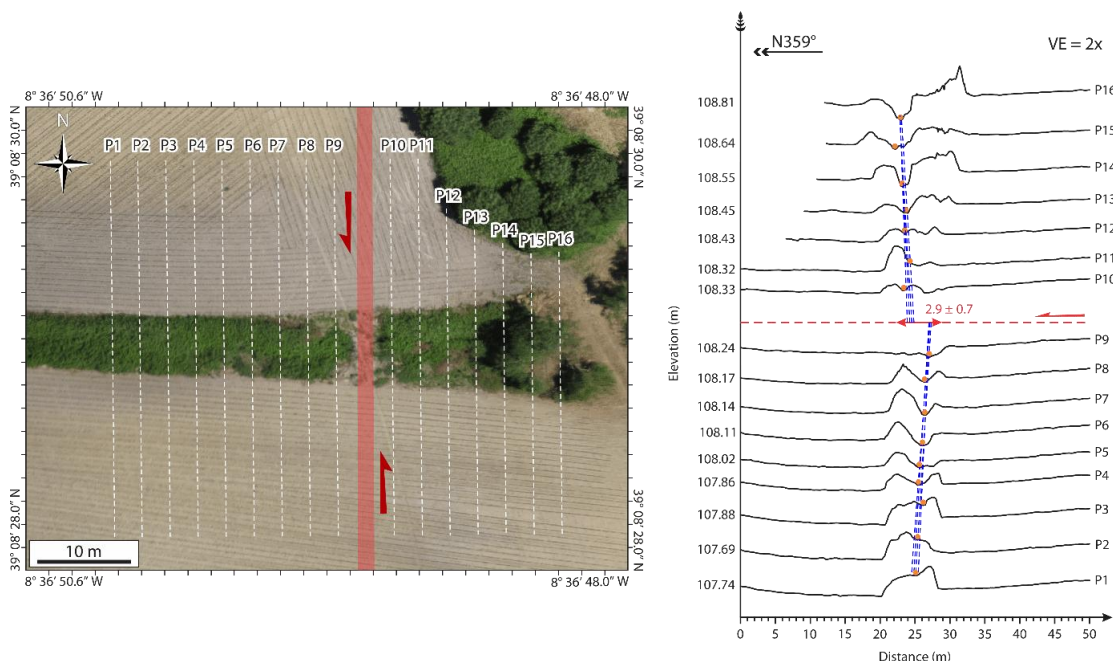 8° 36' 50.6" W
8° 36' 48.0" W
39° 08' 30.0" N
39° 08' 30.0" N
N
P1
P2
P3
P4
P5
P6
P7
P8
P9
P10
P11
P12
P13
P14
P15
P16
39° 08' 28.0" N
39° 08' 28.0" N
10 m
8° 36' 50.6" W
8° 36' 48.0" W
N359°
VE = 2x
108.81
P16
108.64
P15
108.55
P14
108.45
P13
108.43
P12
108.32
P11
108.33
P10
2.9 ± 0.7
108.24
P9
108.17
P8
108.14
P7
108.11
P6
108.02
P5
107.86
P4
107.88
P3
107.69
P2
107.74
P1
Elevation (m)
0 5 10 15 20 25 30 35 40 45 50
Distance (m)